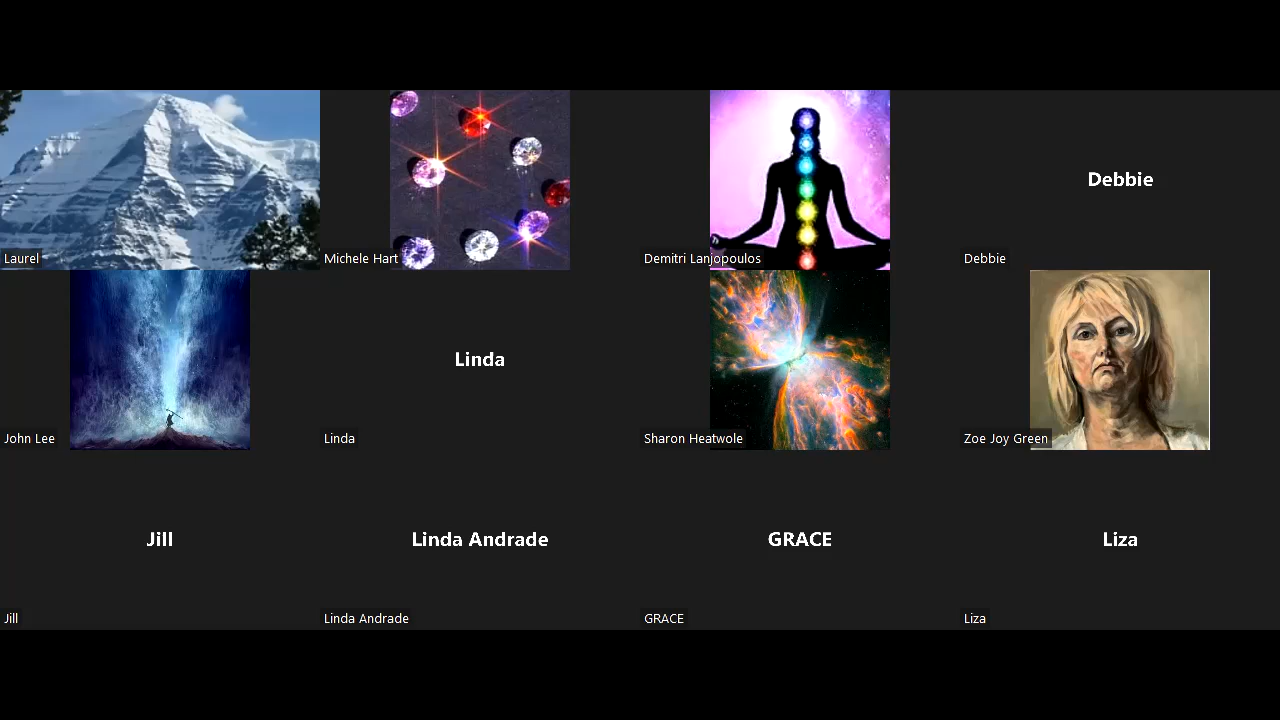 Laurel
Michele Hart
Demitri Lanjopoulos
Debbie
Debbie
John Lee
Linda
Linda
Sharon Heatwole
Zoe Joy Green
Jill
Jill
Linda Andrade
Linda Andrade
GRACE
GRACE
Liza
Liza